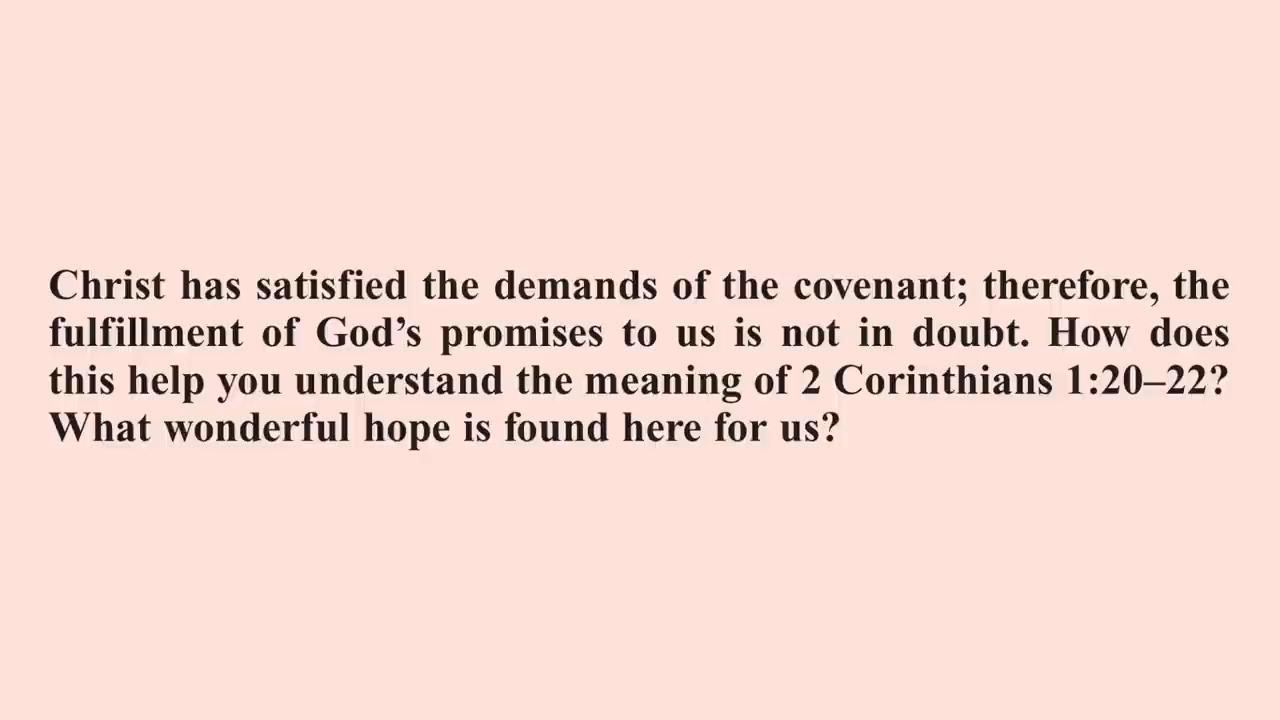 Christ has satisfied the demands of the covenant; therefore, the
fulfillment of God’s promises to us is not in doubt. How does
this help you understand the meaning of 2 Corinthians 1:20–22?
What wonderful hope is found here for us?